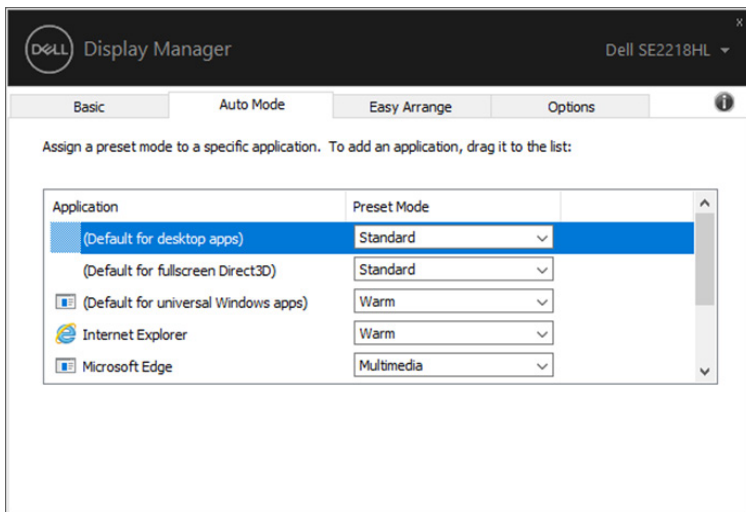 DELL Display Manager Dell SE2218HL
x
Basic Auto Mode Easy Arrange Options i
Assign a preset mode to a specific application. To add an application, drag it to the list:
Application Preset Mode
(Default for desktop apps) Standard
(Default for fullscreen Direct3D) Standard
(Default for universal Windows apps) Warm
Internet Explorer Warm
Microsoft Edge Multimedia